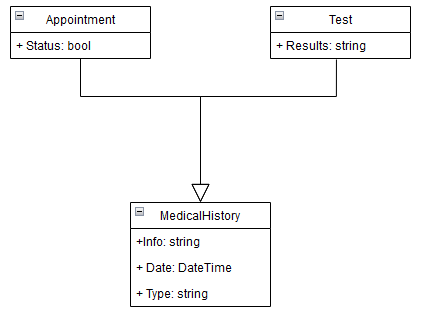 Appointment
+ Status: bool
Test
+ Results: string
MedicalHistory
+Info: string
+ Date: DateTime
+ Type: string